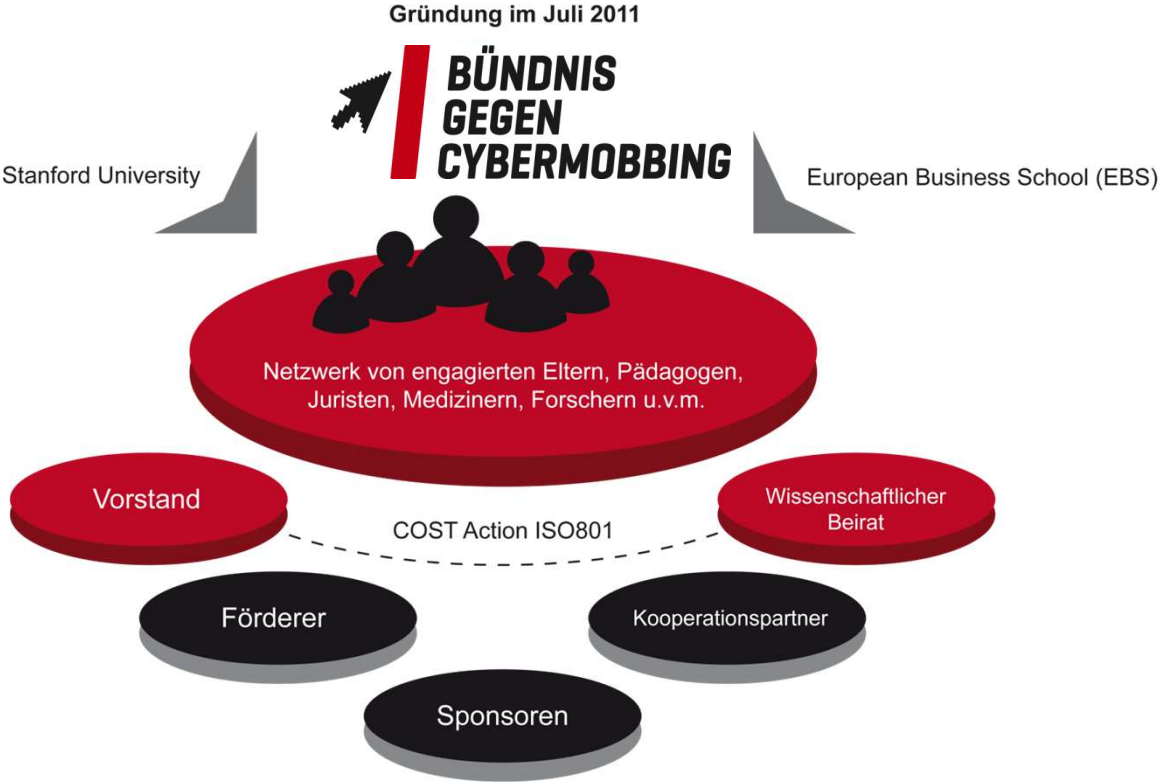 Gründung im Juli 2011
BÜNDNIS
GEGEN
CYBERMOBBING
Stanford University
European Business School (EBS)
Netzwerk von engagierten Eltern, Pädagogen,
Juristen, Medizinern, Forschern u.v.m.
Vorstand
Wissenschaftlicher
Beirat
COST Action ISO801
Förderer
Kooperationspartner
Sponsoren